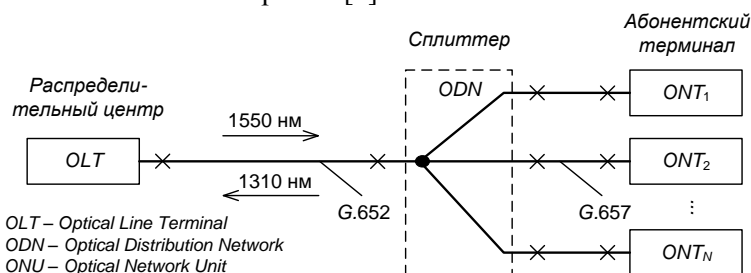 [ ]
Сплиттер
Абонентский
терминал
Распредели-
тельный центр
ODN
ONT1
1550 нм
OLT
ONT2
1310 нм
G.652
G.657
...
OLT – Optical Line Terminal
ODN – Optical Distribution Network
ONU – Optical Network Unit
ONTN